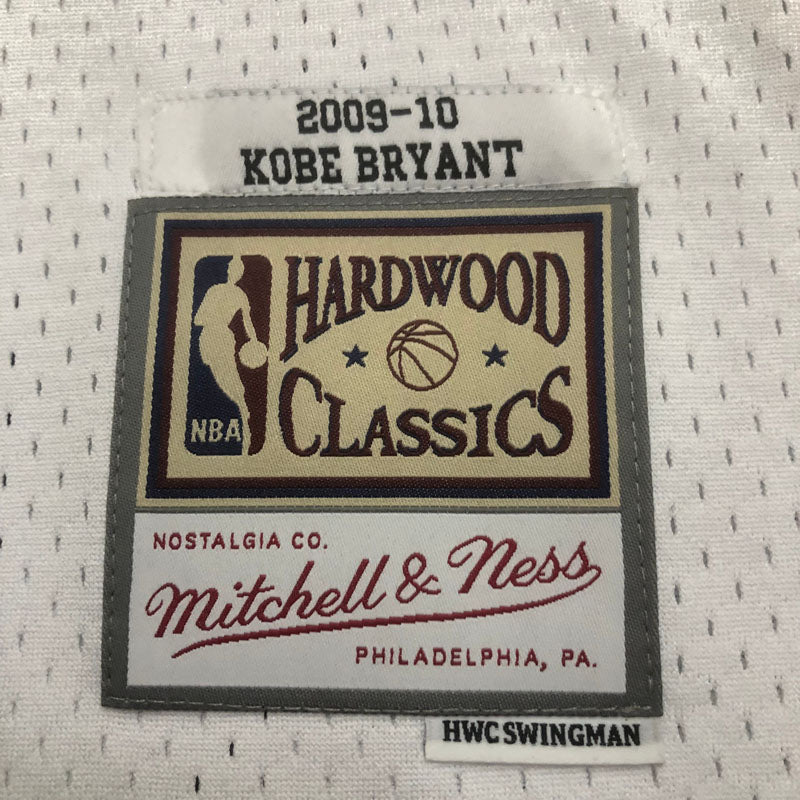 2009-10
KOBE BRYANT
HARDWOOD
CLASSICS
NBA
NOSTALGIA CO.
Mitchell & Ness
PHILADELPHIA, PA.
HWC SWINGMAN